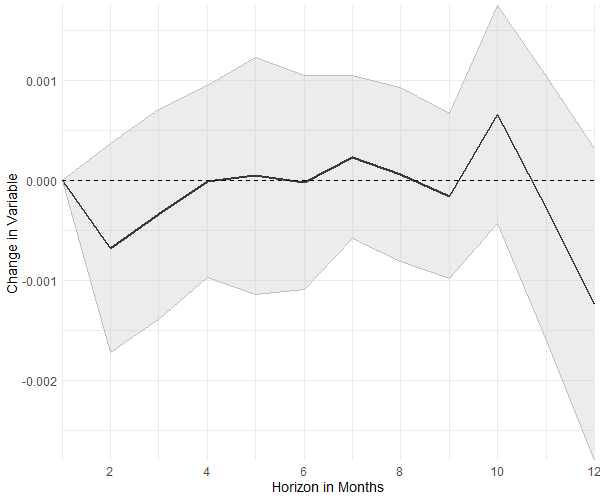 Change in Variable
0.001
0.000
-0.001
-0.002
2 4 6 8 10 12
Horizon in Months